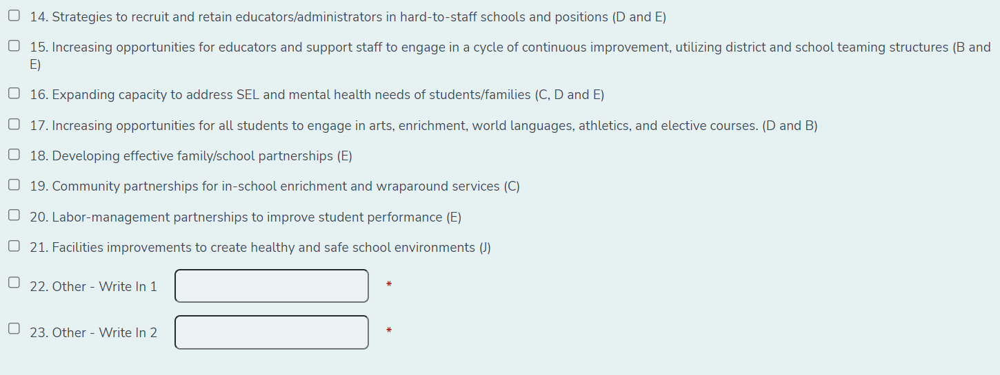 14. Strategies to recruit and retain educators/administrators in hard-to-staff schools and positions (D and E)
15. Increasing opportunities for educators and support staff to engage in a cycle of continuous improvement, utilizing district and school teaming structures (B and
E)
16. Expanding capacity to address SEL and mental health needs of students/families (C, D and E)
17. Increasing opportunities for all students to engage in arts, enrichment, world languages, athletics, and elective courses. (D and B)
18. Developing effective family/school partnerships (E)
19. Community partnerships for in-school enrichment and wraparound services (C)
20. Labor-management partnerships to improve student performance (E)
21. Facilities improvements to create healthy and safe school environments (J)
22. Other - Write In 1 *
23. Other - Write In 2 *